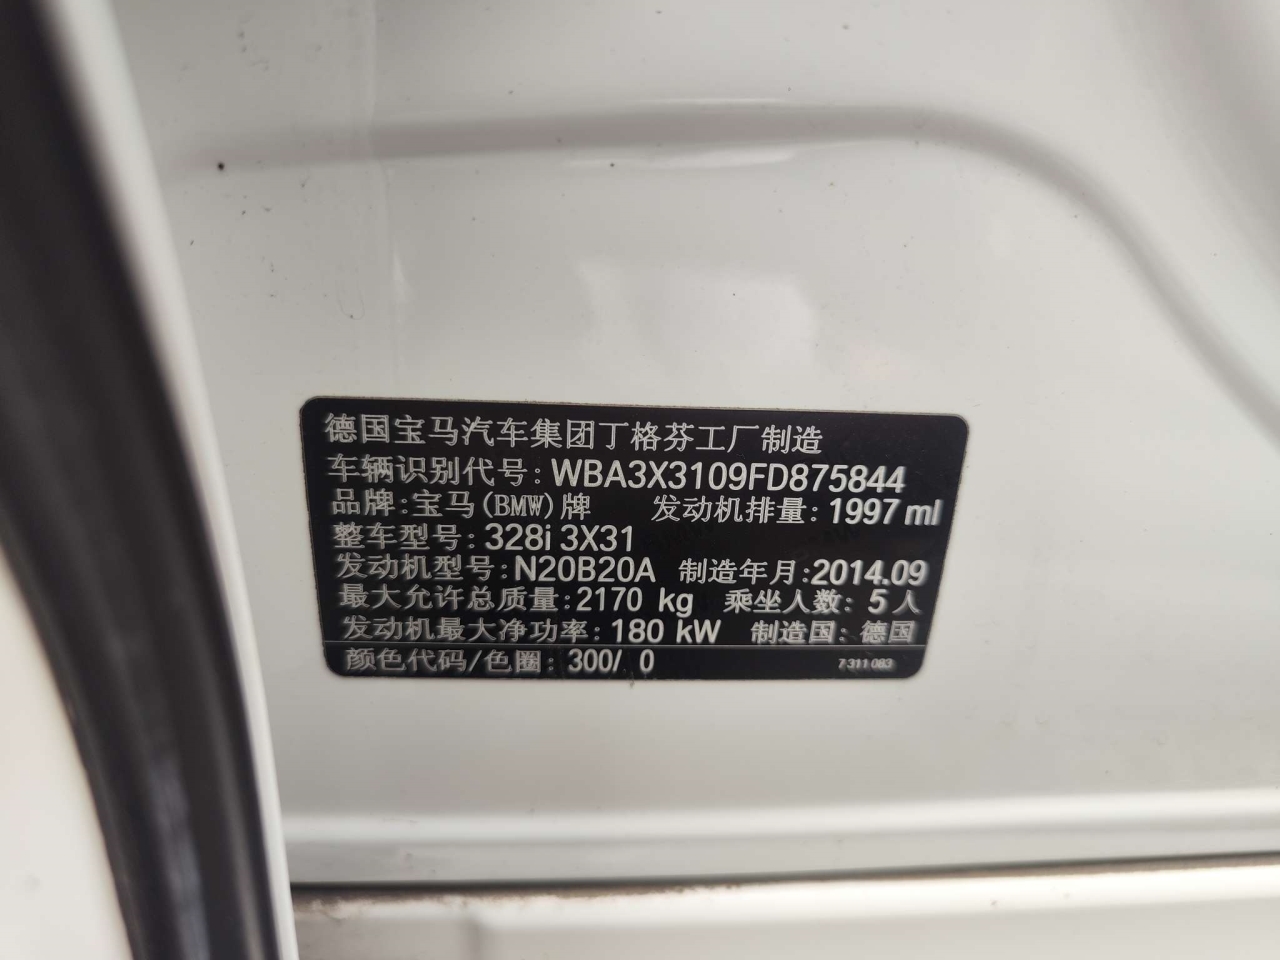 德国宝马汽车集团丁格芬工厂制造
车辆识别代号: WBA3X3109FD875844
品牌: 宝马(BMW)牌 发动机排量: 1997 ml
整车型号: 328i 3X31
发动机型号: N20B20A 制造年月: 2014.09
最大允许总质量: 2170 kg 乘坐人数: 5 人
发动机最大净功率: 180 kW 制造国: 德国
颜色代码/色圈: 300/ 0 7 311 083